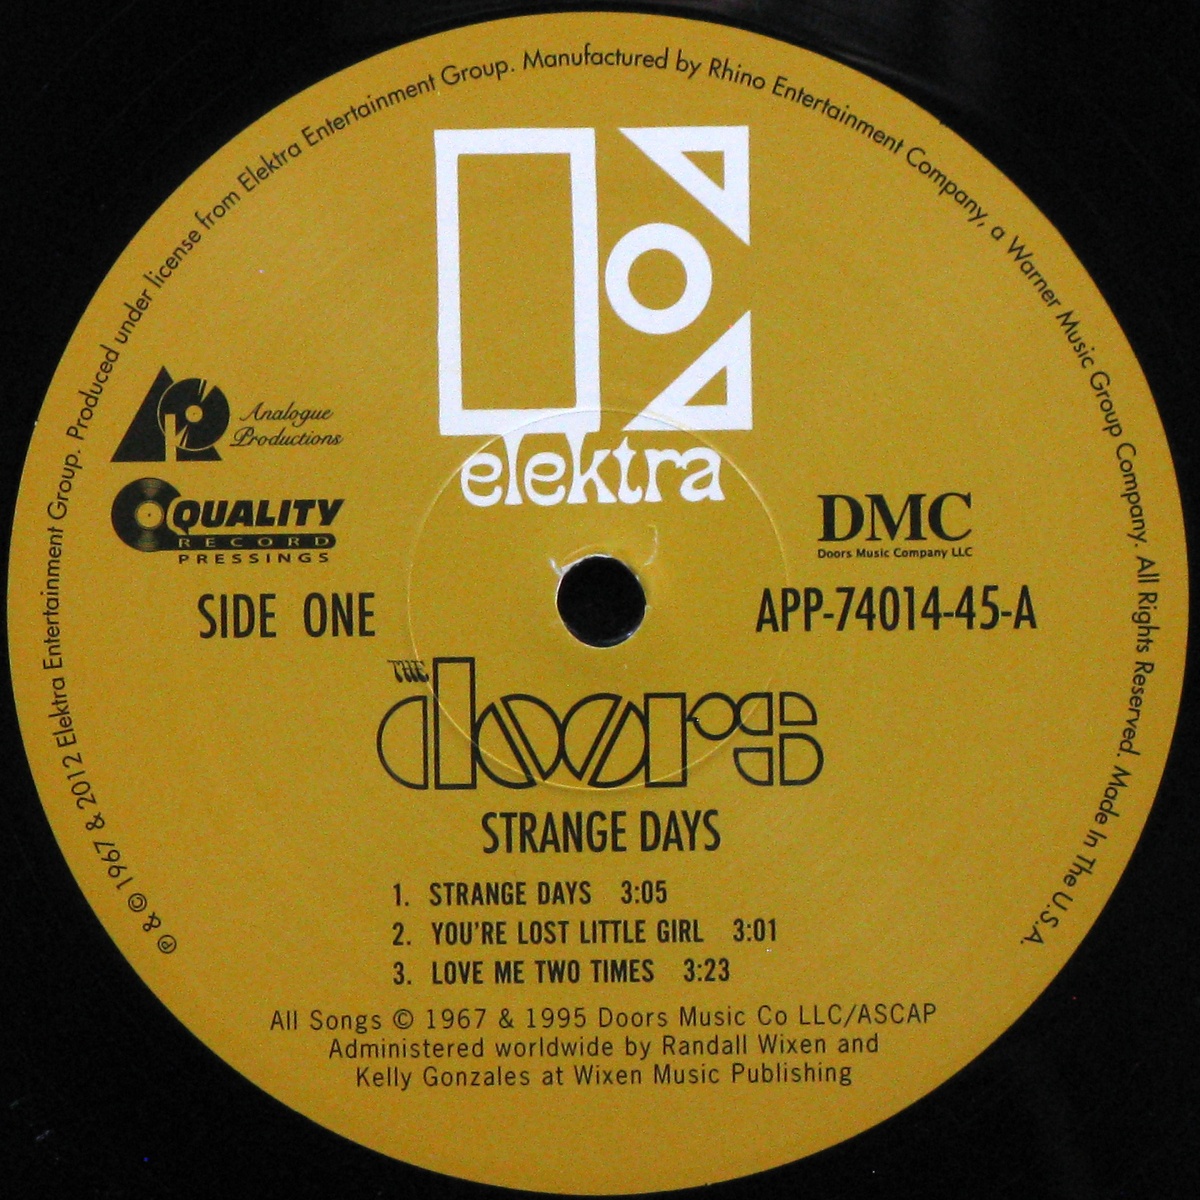 ℗ & © 1967 & 2012 Elektra Entertainment Group. Produced under license from Elektra Entertainment Group. Manufactured by Rhino Entertainment Company, a Warner Music Group Company. All Rights Reserved. Made In The U.S.A.
elektra
Analogue
Productions
QUALITY
RECORD
PRESSINGS
DMC
Doors Music Company LLC
SIDE ONE
APP-74014-45-A
THE
doors
STRANGE DAYS
1. STRANGE DAYS 3:05
2. YOU'RE LOST LITTLE GIRL 3:01
3. LOVE ME TWO TIMES 3:23
All Songs © 1967 & 1995 Doors Music Co LLC/ASCAP
Administered worldwide by Randall Wixen and
Kelly Gonzales at Wixen Music Publishing